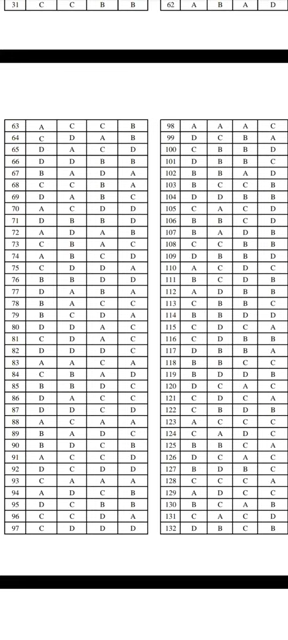 31 C C B B
62 A B A D
63 A C C B
64 C D A B
65 D A C D
66 D D B B
67 B A D A
68 C C B A
69 D A B C
70 A C D D
71 D B B D
72 A D A B
73 C B A C
74 A B C D
75 C D D A
76 B B D D
77 D A B A
78 B A C C
79 B C D A
80 D D A C
81 C D A C
82 D D D C
83 A A C A
84 C B A D
85 B B D C
86 D A C C
87 D D C D
88 A C A A
89 B A D C
90 B D C B
91 A C C D
92 D C D D
93 C A A A
94 A D C B
95 D C B B
96 C C D A
97 C D D D
98 A A A C
99 D C B A
100 C B B D
101 D B B C
102 B B A D
103 B C C B
104 D D B B
105 C A C D
106 B B C D
107 B A D B
108 C C B B
109 D B B D
110 A C D C
111 B C D B
112 A D B B
113 C B B C
114 B B D D
115 C D C A
116 C D B B
117 D B B A
118 B B C C
119 B D D B
120 D C A C
121 C D C A
122 C B D B
123 A C C C
124 C A D C
125 B B C A
126 D C A C
127 B D B C
128 C C C A
129 A D C C
130 B C A B
131 C A C D
132 D B C B